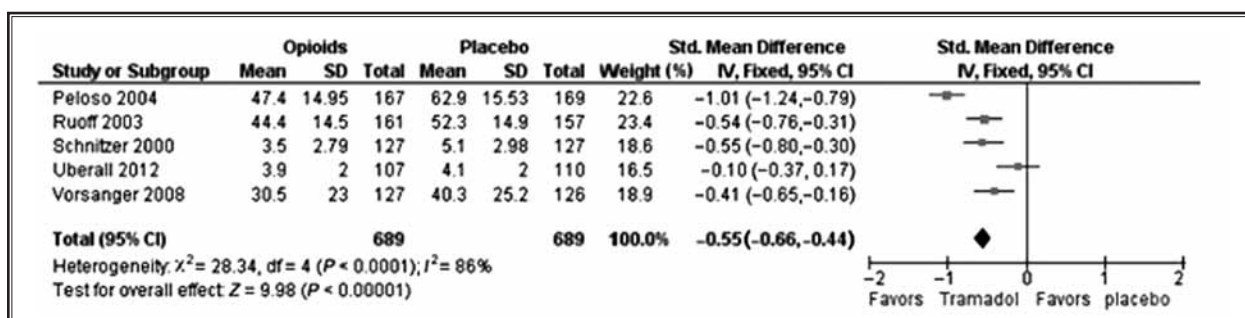 Opioids Placebo Std. Mean Difference Std. Mean Difference
Study or Subgroup Mean SD Total Mean SD Total Weight (%) IV, Fixed, 95% CI IV, Fixed, 95% CI
Peloso 2004 47.4 14.95 167 62.9 15.53 169 22.6 −1.01 (−1.24,−0.79)
Ruoff 2003 44.4 14.5 161 52.3 14.9 157 23.4 −0.54 (−0.76,−0.31)
Schnitzer 2000 3.5 2.79 127 5.1 2.98 127 18.6 −0.55 (−0.80,−0.30)
Uberall 2012 3.9 2 107 4.1 2 110 16.5 −0.10 (−0.37, 0.17)
Vorsanger 2008 30.5 23 127 40.3 25.2 126 18.9 −0.41 (−0.65,−0.16)
Total (95% CI) 689 689 100.0% −0.55(−0.66,−0.44)
Heterogeneity: χ²= 28.34, df= 4 (P < 0.0001); I²= 86%
Test for overall effect: Z = 9.98 (P < 0.00001)
−2 −1 0 1 2
Favors Tramadol Favors placebo